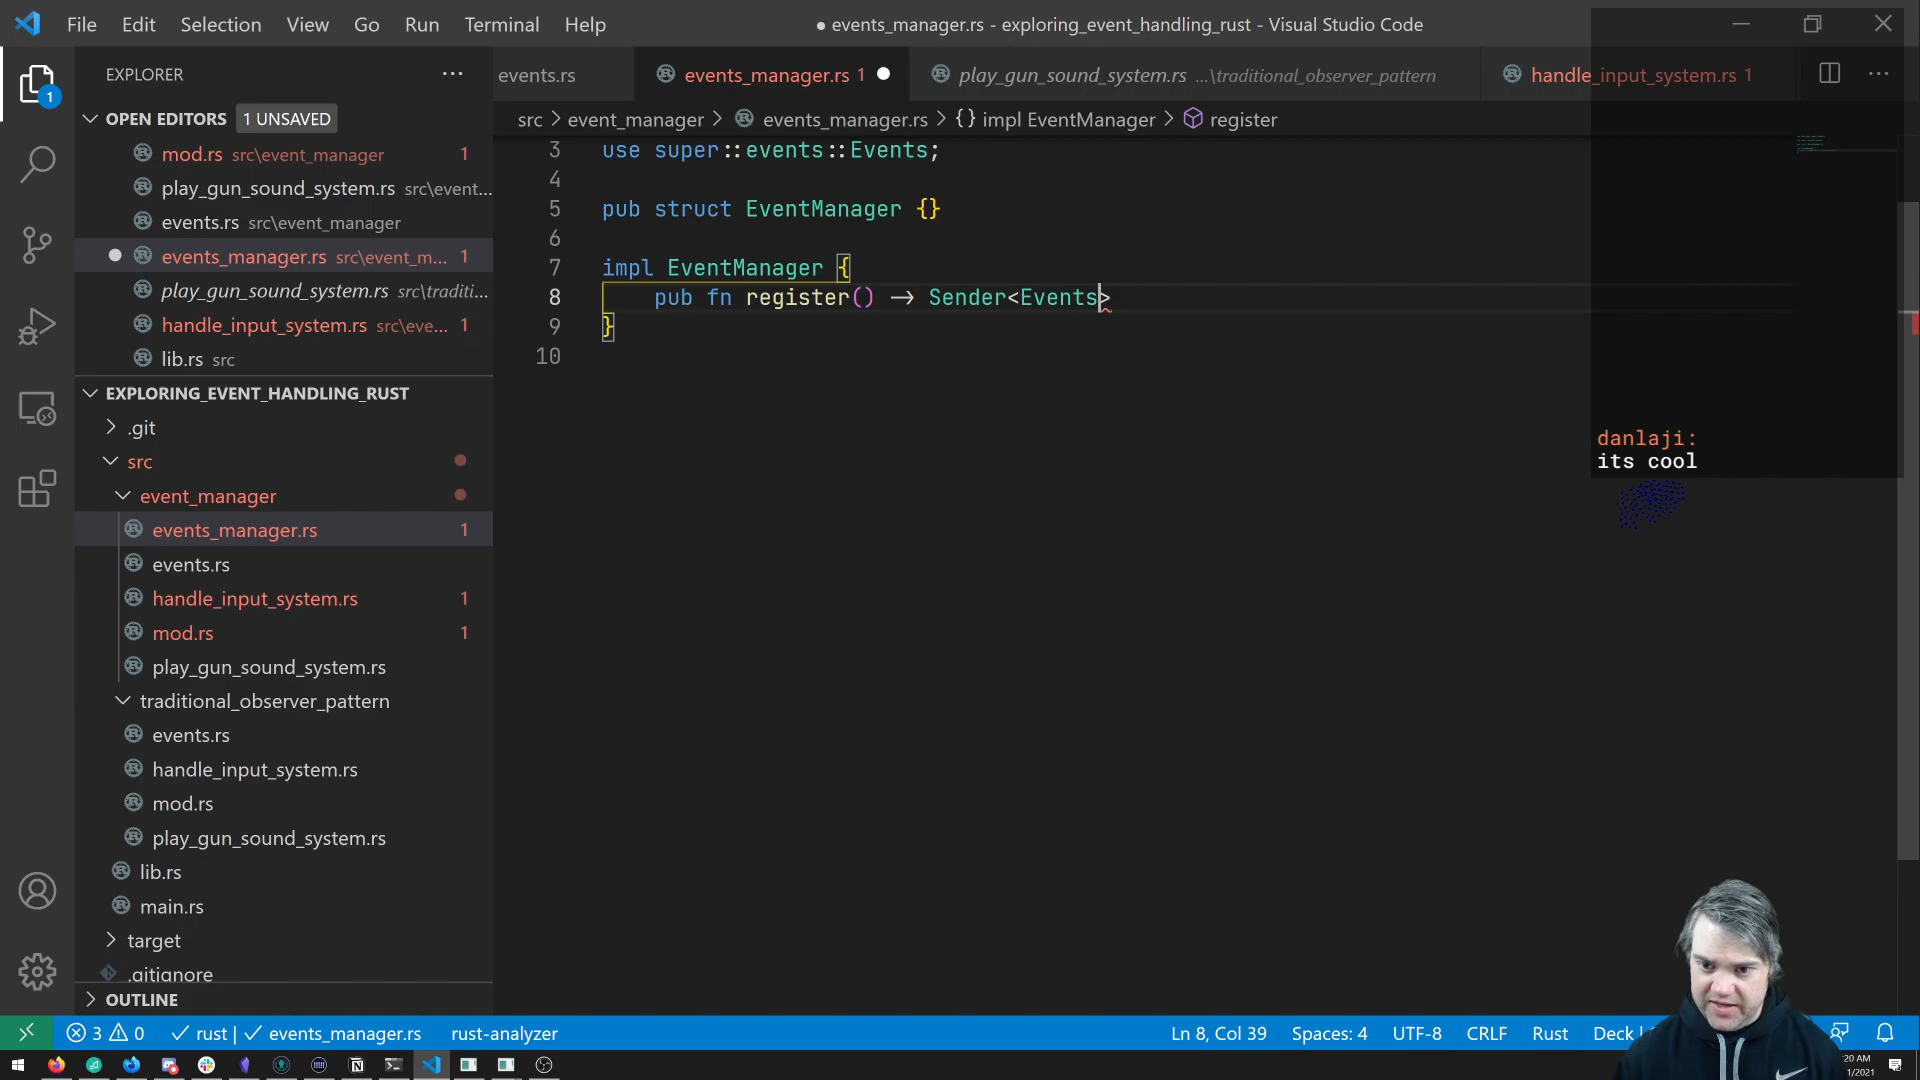 File Edit Selection View Go Run Terminal Help
● events_manager.rs - exploring_event_handling_rust - Visual Studio Code
EXPLORER
OPEN EDITORS 1 UNSAVED
mod.rs src\event_manager 1
play_gun_sound_system.rs src\event...
events.rs src\event_manager
events_manager.rs src\event_m... 1
play_gun_sound_system.rs src\traditi...
handle_input_system.rs src\eve... 1
lib.rs src
EXPLORING_EVENT_HANDLING_RUST
.git
src
event_manager
events_manager.rs 1
events.rs
handle_input_system.rs 1
mod.rs 1
play_gun_sound_system.rs
traditional_observer_pattern
events.rs
handle_input_system.rs
mod.rs
play_gun_sound_system.rs
lib.rs
main.rs
target
.gitignore
OUTLINE
1
events.rs
events_manager.rs 1
play_gun_sound_system.rs ...\traditional_observer_pattern
handle_input_system.rs 1
src > event_manager > events_manager.rs > {} impl EventManager > register
3 use super::events::Events;
4
5 pub struct EventManager {}
6
7 impl EventManager {
8     pub fn register() -> Sender<Events>
9 }
10
danlaji:
its cool
3 0 ✓ rust | ✓ events_manager.rs rust-analyzer
Ln 8, Col 39 Spaces: 4 UTF-8 CRLF Rust Deck
:20 AM
1/2021